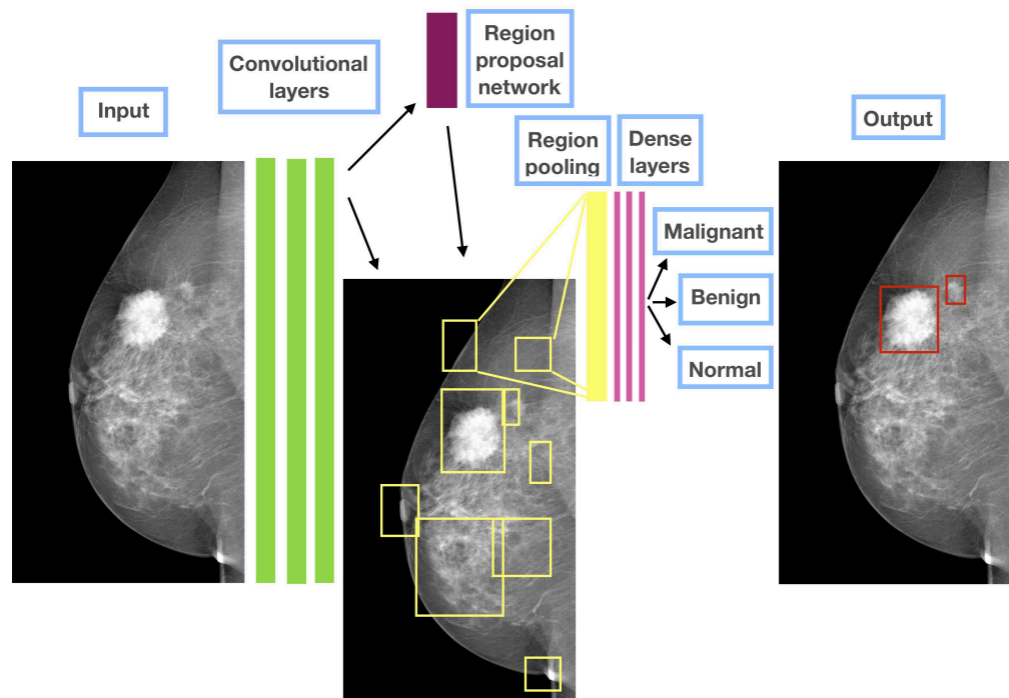 Input
Convolutional
layers
Region
proposal
network
Region
pooling
Dense
layers
Malignant
Benign
Normal
Output